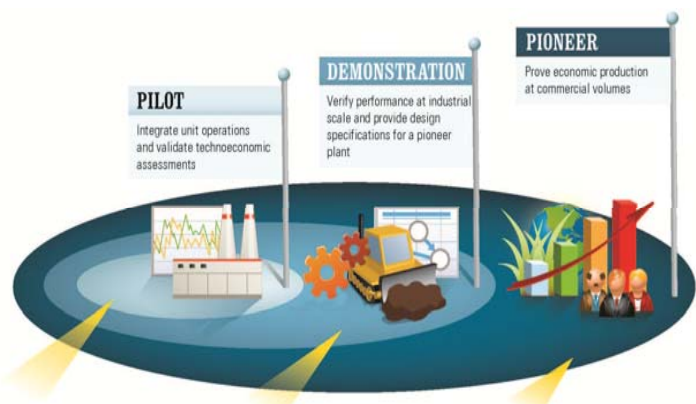 PILOT
Integrate unit operations
and validate technoeconomic
assessments
DEMONSTRATION
Verify performance at industrial
scale and provide design
specifications for a pioneer
plant
PIONEER
Prove economic production
at commercial volumes